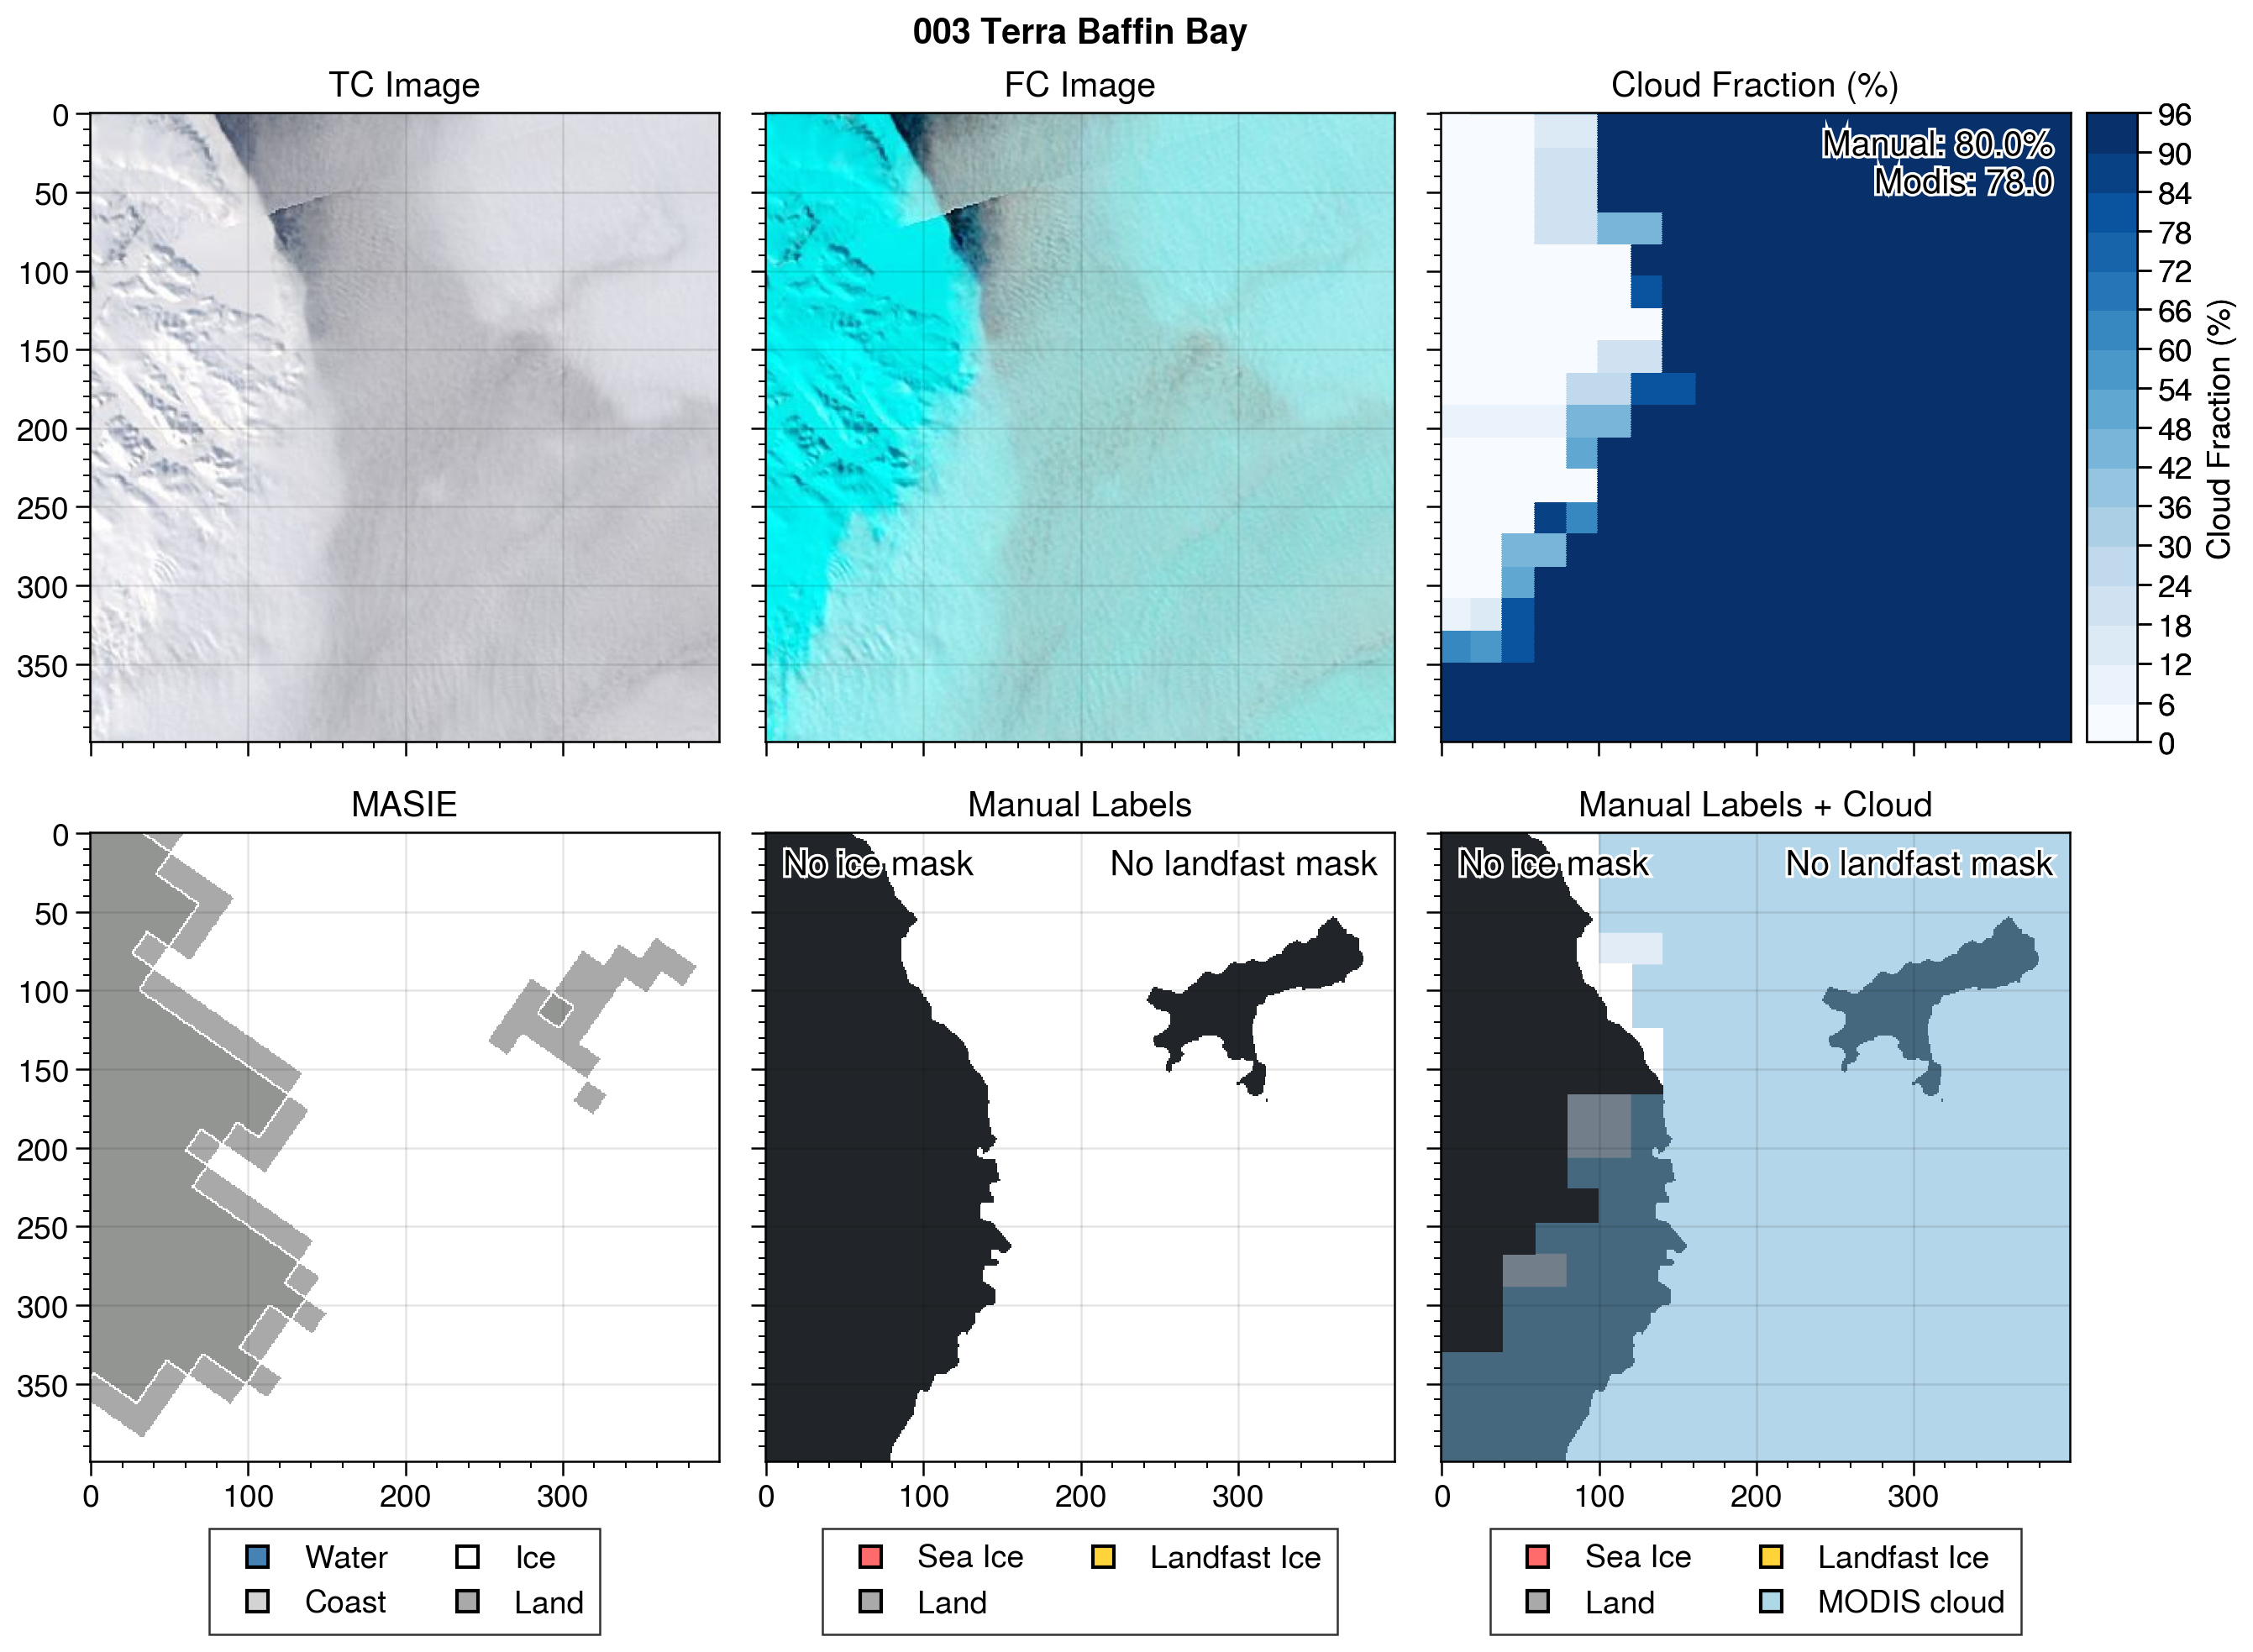 003 Terra Baffin Bay
TC Image
FC Image
Cloud Fraction (%)
0
50
100
150
200
250
300
350
Manual: 80.0%
Modis: 78.0
96
90
84
78
72
66
60
54
48
42
36
30
24
18
12
6
0
Cloud Fraction (%)
MASIE
Manual Labels
Manual Labels + Cloud
0
50
100
150
200
250
300
350
No ice mask
No landfast mask
No ice mask
No landfast mask
0 100 200 300
0 100 200 300
0 100 200 300
Water
Ice
Coast
Land
Sea Ice
Landfast Ice
Land
Sea Ice
Landfast Ice
Land
MODIS cloud